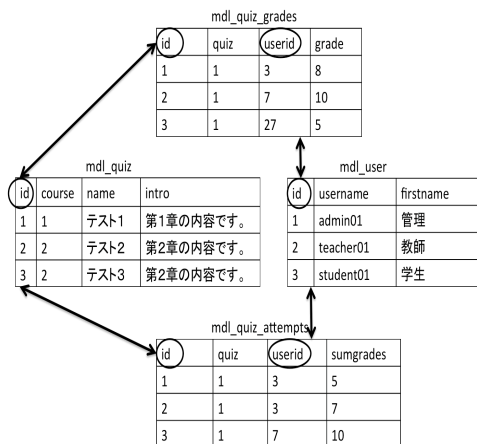 mdl_quiz_grades
id quiz userid grade
1 1 3 8
2 1 7 10
3 1 27 5
mdl_quiz
id course name intro
1 1 テスト1 第1章の内容です。
2 2 テスト2 第2章の内容です。
3 2 テスト3 第2章の内容です。
mdl_user
id username firstname
1 admin01 管理
2 teacher01 教師
3 student01 学生
mdl_quiz_attempts
id quiz userid sumgrades
1 1 3 5
2 1 3 7
3 1 7 10